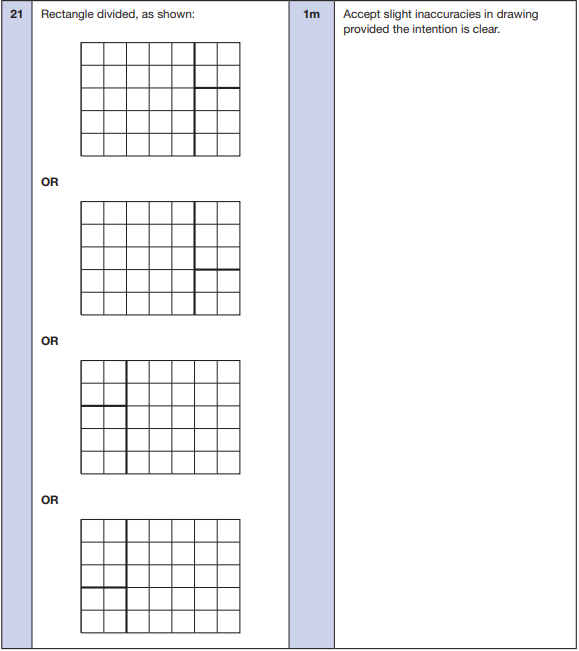 21 Rectangle divided, as shown: 1m Accept slight inaccuracies in drawing
provided the intention is clear.
OR
OR
OR